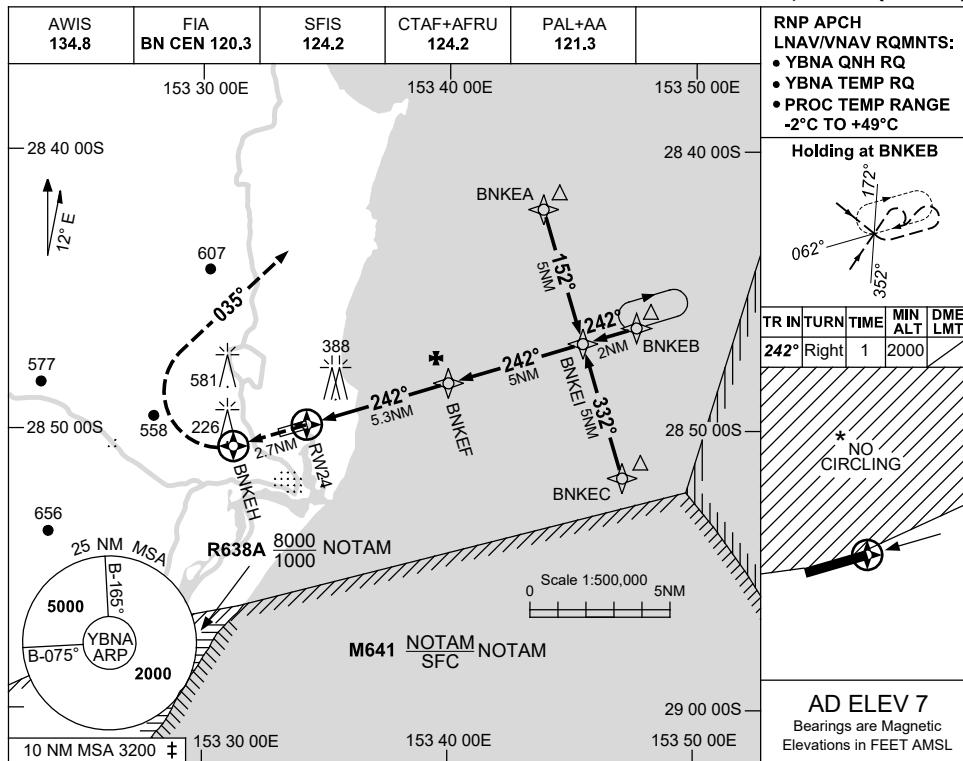 AWIS
134.8
FIA
BN CEN 120.3
SFIS
124.2
CTAF+AFRU
124.2
PAL+AA
121.3
RNP APCH
LNAV/VNAV RQMNTS:
• YBNA QNH RQ
• YBNA TEMP RQ
• PROC TEMP RANGE
-2°C TO +49°C
153 30 00E
153 40 00E
153 50 00E
28 40 00S
28 40 00S
Holding at BNKEB
172°
062°
352°
TR IN
TURN
TIME
MIN ALT
DME LMT
242°
Right
1
2000
12° E
BNKEA
607
035°
152°
5NM
242°
2NM
BNKEB
388
577
581
242°
5NM
BNKEI
242°
5.3NM
BNKEF
332°
5NM
558
226
28 50 00S
28 50 00S
2.7NM
RW24
BNKEH
BNKEC
* NO
CIRCLING
656
25 NM MSA
R638A 8000
1000 NOTAM
B-165°
5000
YBNA
ARP
B-075°
2000
Scale 1:500,000
0
5NM
M641 NOTAM
SFC NOTAM
29 00 00S
10 NM MSA 3200 ‡
153 30 00E
153 40 00E
153 50 00E
AD ELEV 7
Bearings are Magnetic
Elevations in FEET AMSL